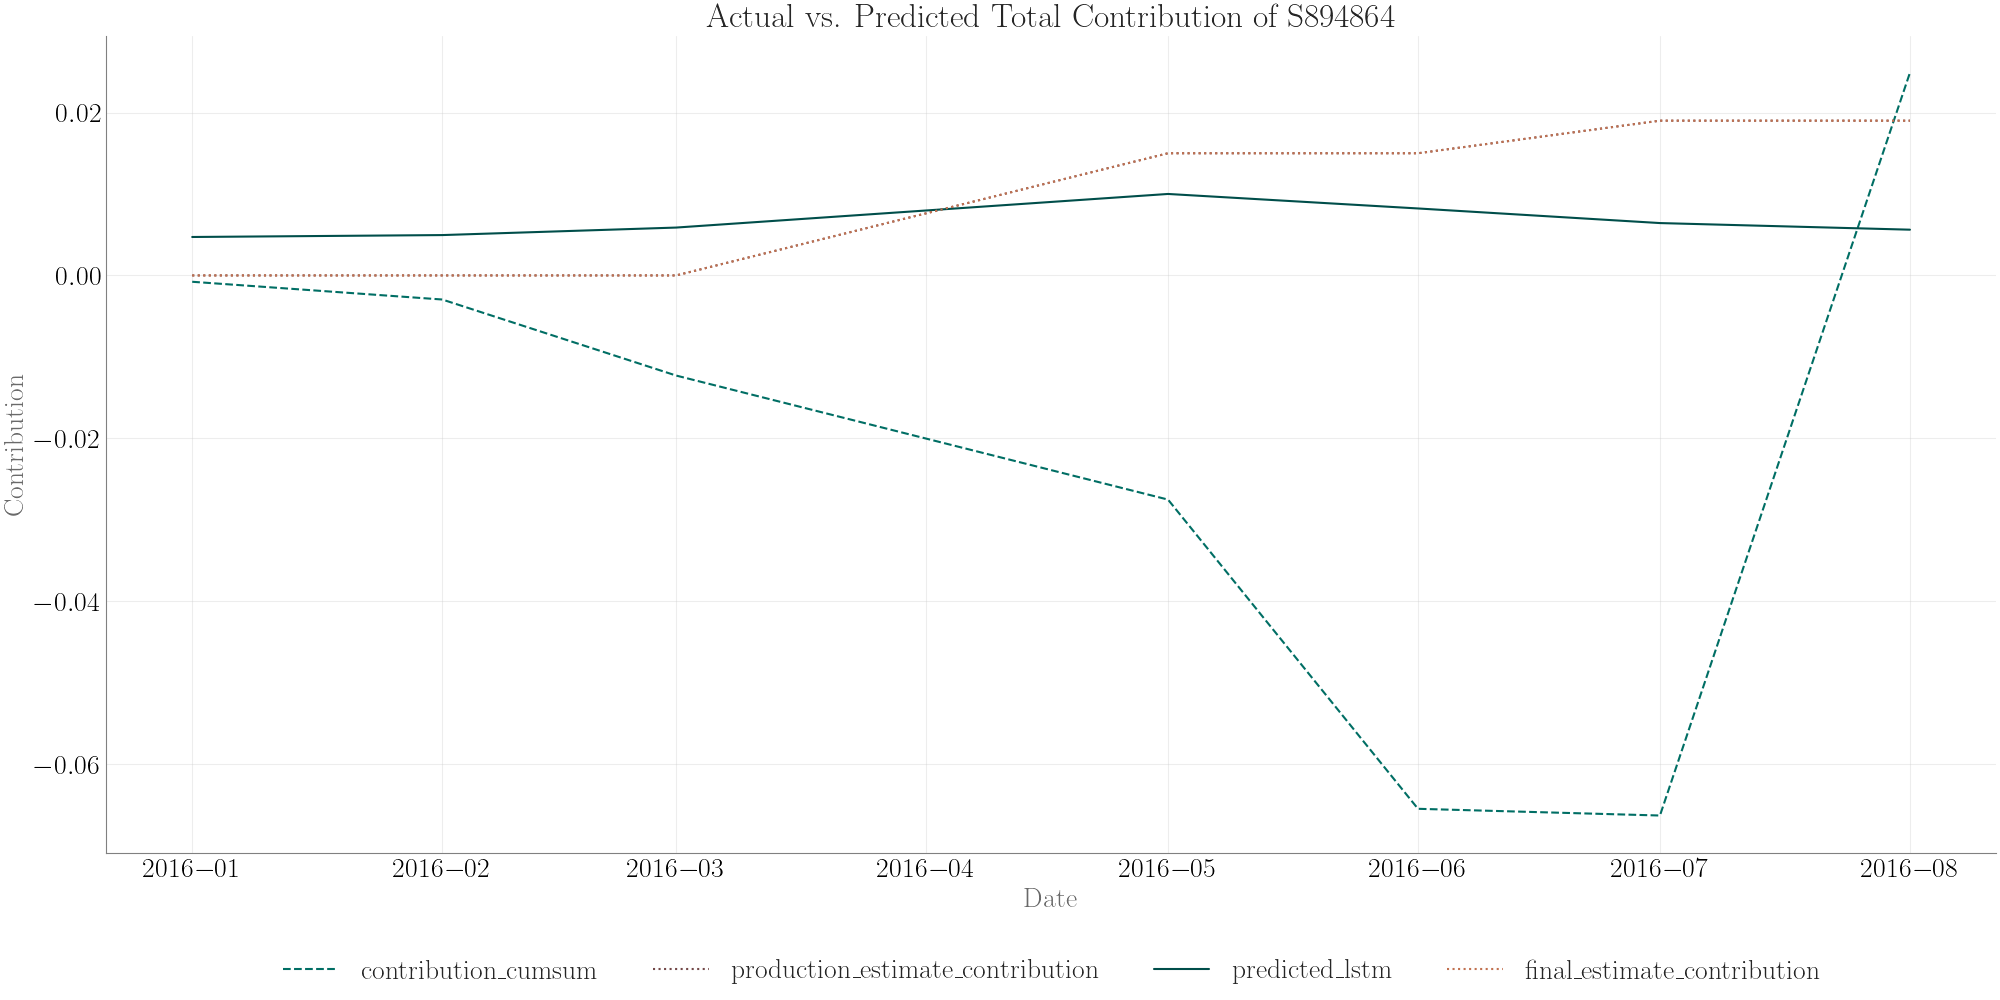 Actual vs. Predicted Total Contribution of S894864
0.02
0.00
−0.02
−0.04
−0.06
Contribution
2016−01 2016−02 2016−03 2016−04 2016−05 2016−06 2016−07 2016−08
Date
contribution_cumsum production_estimate_contribution predicted_lstm final_estimate_contribution